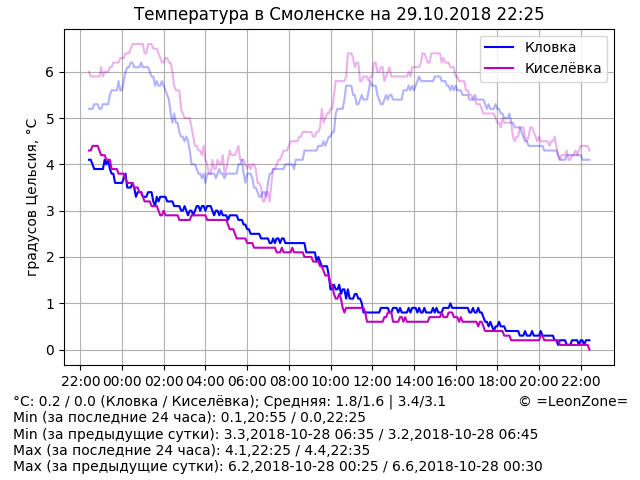 Температура в Смоленске на 29.10.2018 22:25
Кловка
Киселёвка
градусов Цельсия, °C
6
5
4
3
2
1
0
22:00 00:00 02:00 04:00 06:00 08:00 10:00 12:00 14:00 16:00 18:00 20:00 22:00
°C: 0.2 / 0.0 (Кловка / Киселёвка); Средняя: 1.8/1.6 | 3.4/3.1 © =LeonZone=
Min (за последние 24 часа): 0.1,20:55 / 0.0,22:25
Min (за предыдущие сутки): 3.3,2018-10-28 06:35 / 3.2,2018-10-28 06:45
Max (за последние 24 часа): 4.1,22:25 / 4.4,22:35
Max (за предыдущие сутки): 6.2,2018-10-28 00:25 / 6.6,2018-10-28 00:30